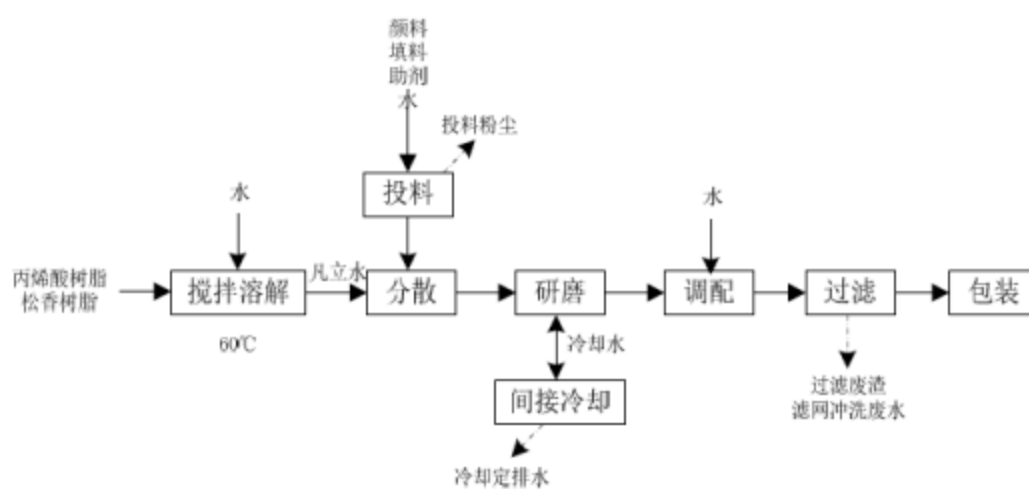 颜料
填料
助剂
水
投料粉尘
投料
水
水
丙烯酸树脂
松香树脂
搅拌溶解
凡立水
分散
研磨
调配
过滤
包装
60℃
冷却水
间接冷却
过滤废渣
滤网冲洗废水
冷却定排水